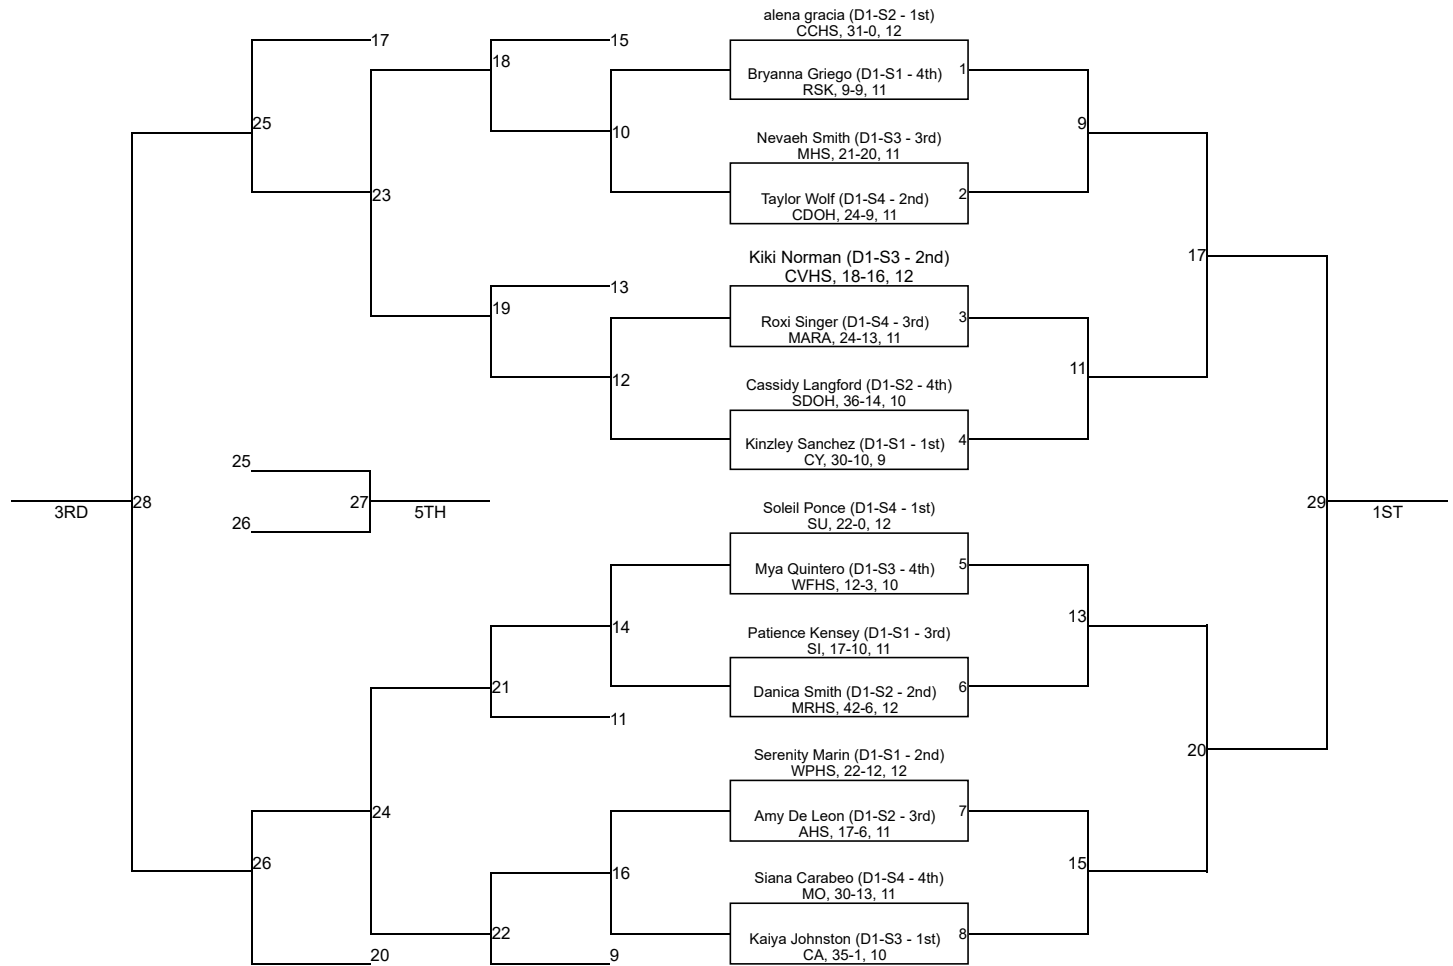 alena gracia (D1-S2 - 1st)
CCHS, 31-0, 12
17
15
18
Bryanna Griego (D1-S1 - 4th)
1
RSK, 9-9, 11
25
10
9
Nevaeh Smith (D1-S3 - 3rd)
MHS, 21-20, 11
23
Taylor Wolf (D1-S4 - 2nd)
2
CDOH, 24-9, 11
17
Kiki Norman (D1-S3 - 2nd)
CVHS, 18-16, 12
13
19
Roxi Singer (D1-S4 - 3rd)
3
MARA, 24-13, 11
11
12
Cassidy Langford (D1-S2 - 4th)
SDOH, 36-14, 10
Kinzley Sanchez (D1-S1 - 1st)
4
CY, 30-10, 9
25
28
27
29
3RD
5TH
1ST
26
Soleil Ponce (D1-S4 - 1st)
SU, 22-0, 12
Mya Quintero (D1-S3 - 4th)
5
WFHS, 12-3, 10
14
13
Patience Kensey (D1-S1 - 3rd)
SI, 17-10, 11
21
Danica Smith (D1-S2 - 2nd)
6
MRHS, 42-6, 12
11
20
Serenity Marin (D1-S1 - 2nd)
WPHS, 22-12, 12
24
Amy De Leon (D1-S2 - 3rd)
7
AHS, 17-6, 11
26
16
15
Siana Carabeo (D1-S4 - 4th)
MO, 30-13, 11
22
Kaiya Johnston (D1-S3 - 1st)
8
CA, 35-1, 10
20
9